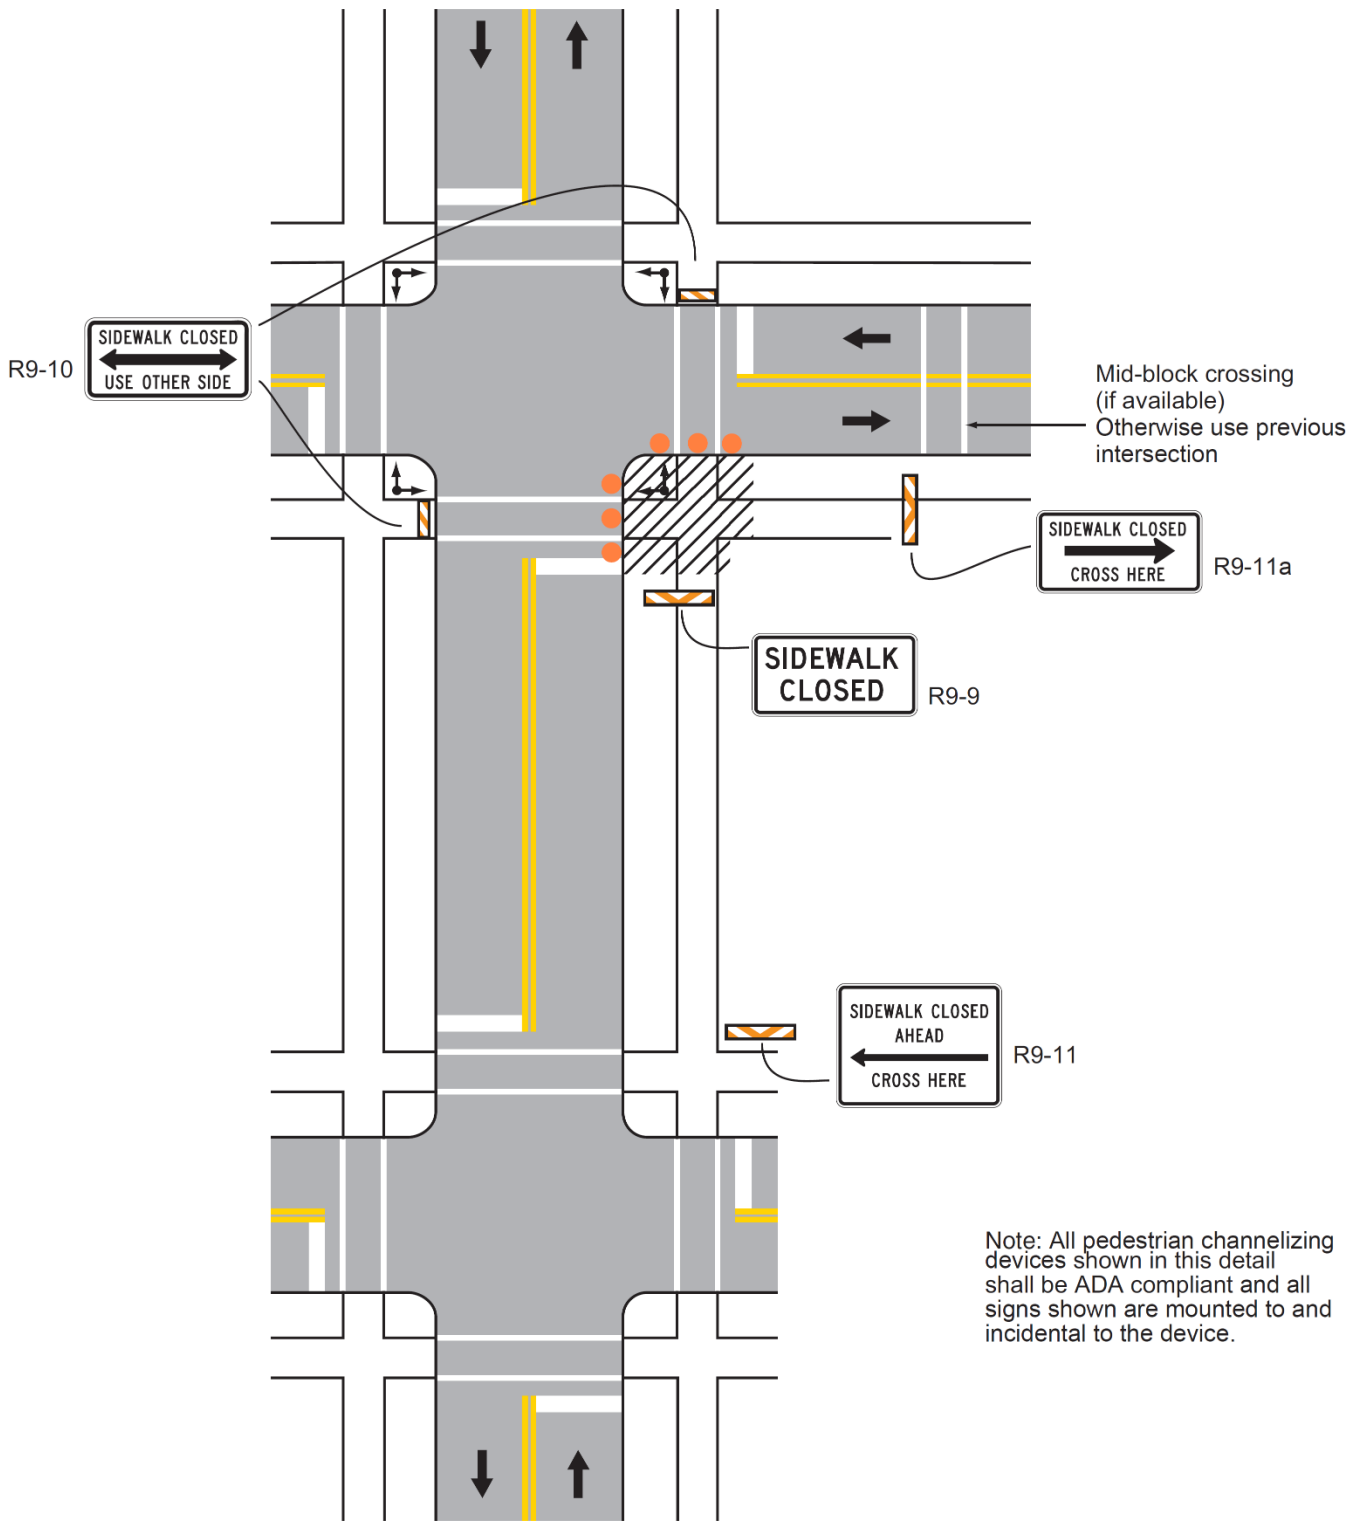 R9-10
SIDEWALK CLOSED
USE OTHER SIDE
Mid-block crossing
(if available)
Otherwise use previous
intersection
SIDEWALK CLOSED
CROSS HERE
R9-11a
SIDEWALK
CLOSED
R9-9
SIDEWALK CLOSED
AHEAD
CROSS HERE
R9-11
Note: All pedestrian channelizing
devices shown in this detail
shall be ADA compliant and all
signs shown are mounted to and
incidental to the device.